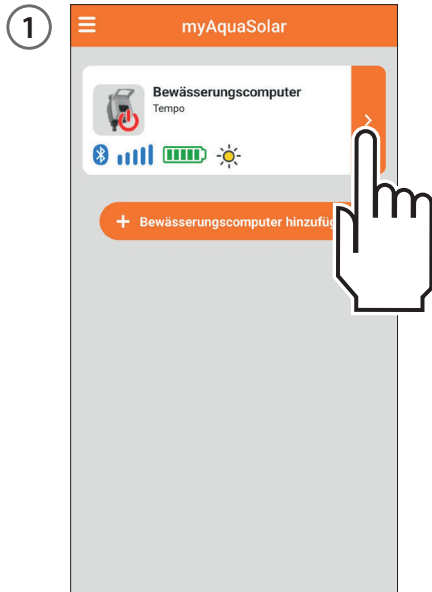 1
myAquaSolar
Bewässerungscomputer
Tempo
+ Bewässerungscomputer hinzufüg